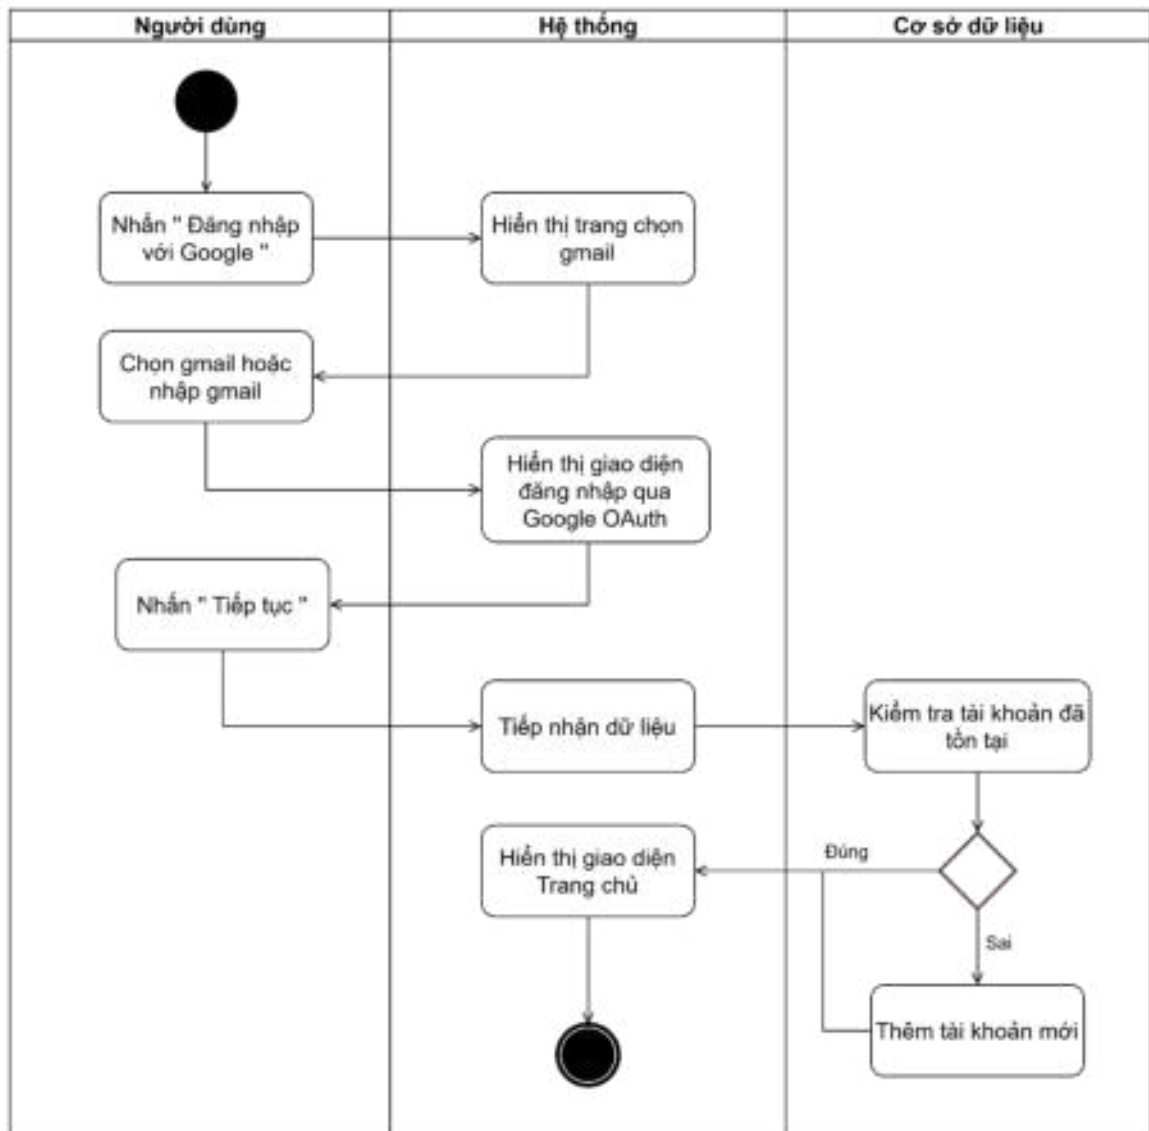 Người dùng
Hệ thống
Cơ sở dữ liệu
Nhấn " Đăng nhập
với Google "
Hiển thị trang chọn
gmail
Chọn gmail hoặc
nhập gmail
Hiển thị giao diện
đăng nhập qua
Google OAuth
Nhấn " Tiếp tục "
Tiếp nhận dữ liệu
Kiểm tra tài khoản đã
tồn tại
Đúng
Hiển thị giao diện
Trang chủ
Sai
Thêm tài khoản mới